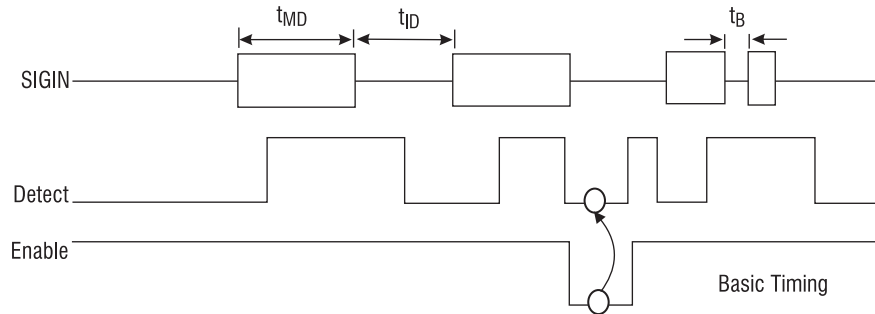 tMD
tID
tB
SIGIN
Detect
Enable
Basic Timing